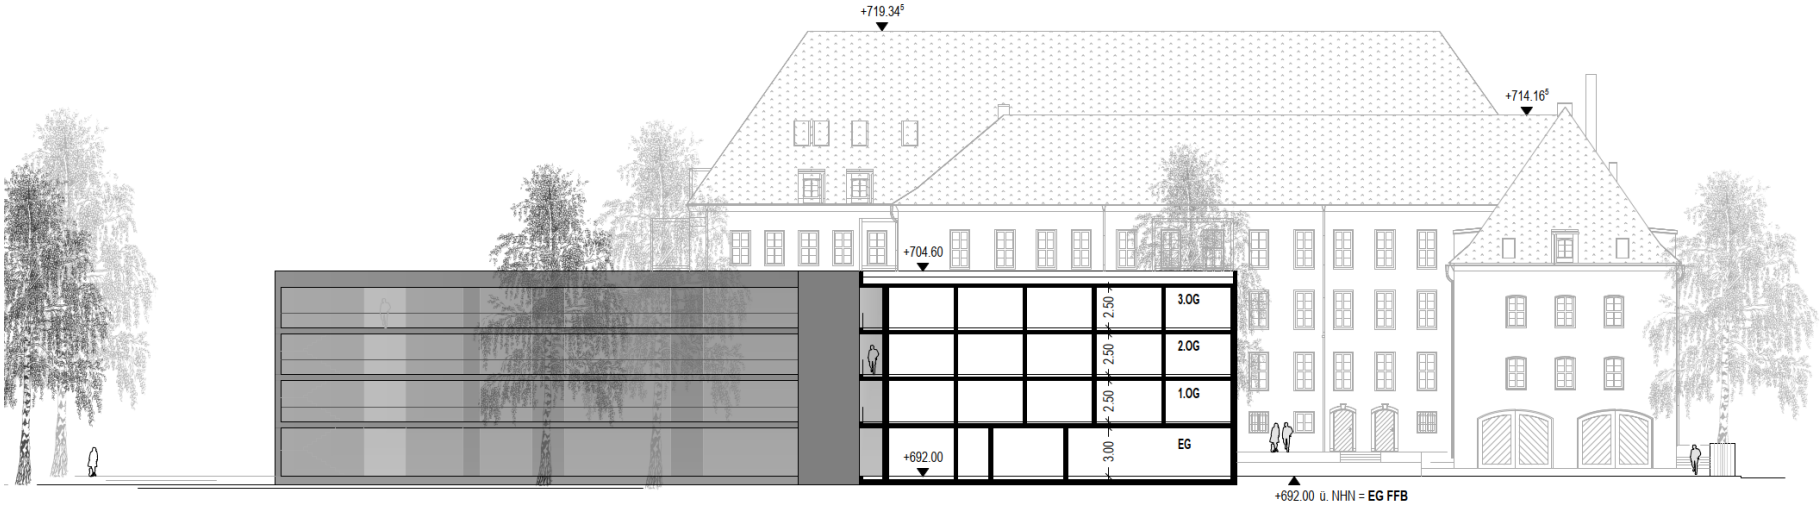 +719.34⁵
+714.16⁵
+704.60
2.50
3.OG
2.50
2.OG
2.50
1.OG
3.00
EG
+692.00
+692.00 ü. NHN = EG FFB